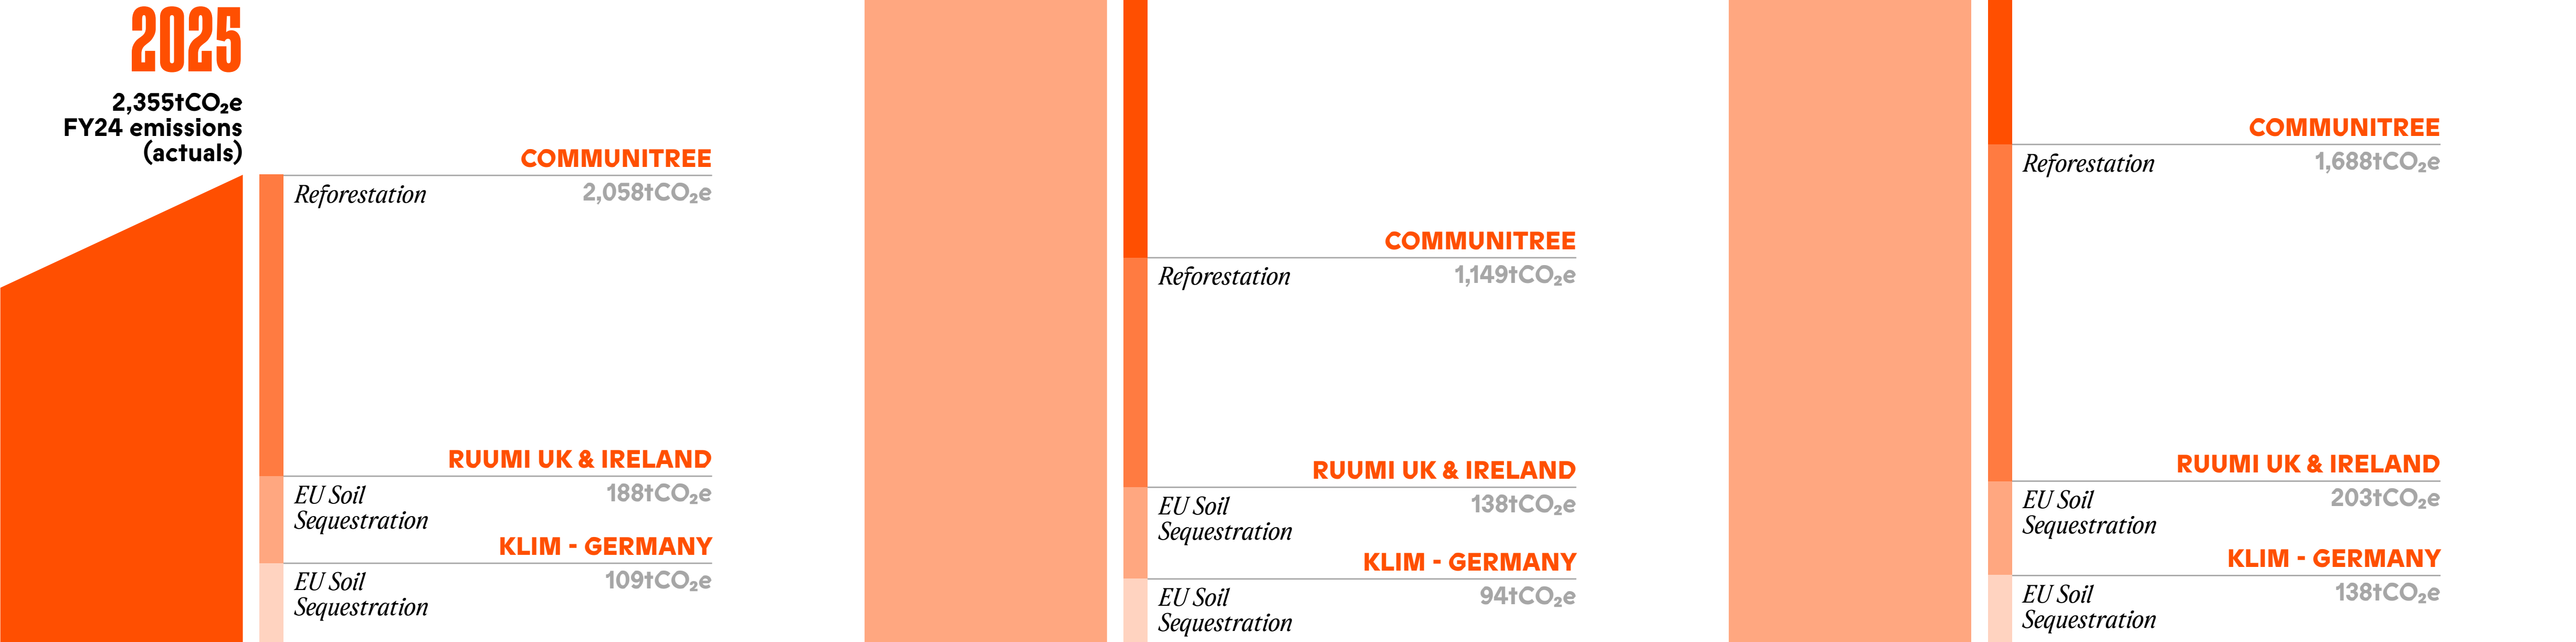 2025
2,355tCO₂e
FY24 emissions
(actuals)
COMMUNITREE
Reforestation 2,058tCO₂e
RUUMI UK & IRELAND
EU Soil 188tCO₂e
Sequestration
KLIM - GERMANY
EU Soil 109tCO₂e
Sequestration
COMMUNITREE
Reforestation 1,149tCO₂e
RUUMI UK & IRELAND
EU Soil 138tCO₂e
Sequestration
KLIM - GERMANY
EU Soil 94tCO₂e
Sequestration
COMMUNITREE
Reforestation 1,688tCO₂e
RUUMI UK & IRELAND
EU Soil 203tCO₂e
Sequestration
KLIM - GERMANY
EU Soil 138tCO₂e
Sequestration